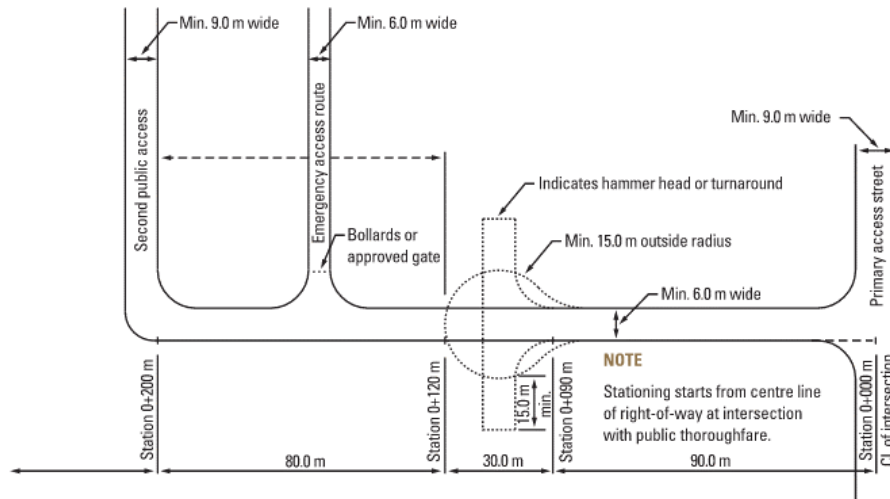 Min. 9.0 m wide
Min. 6.0 m wide
Second public access
Emergency access route
Min. 9.0 m wide
Primary access street
Indicates hammer head or turnaround
Bollards or
approved gate
Min. 15.0 m outside radius
Min. 6.0 m wide
NOTE
Stationing starts from centre line
of right-of-way at intersection
with public thoroughfare.
15.0 m
min.
Station 0+200 m
Station 0+120 m
Station 0+090 m
Station 0+000 m
CL of intersection
80.0 m
30.0 m
90.0 m